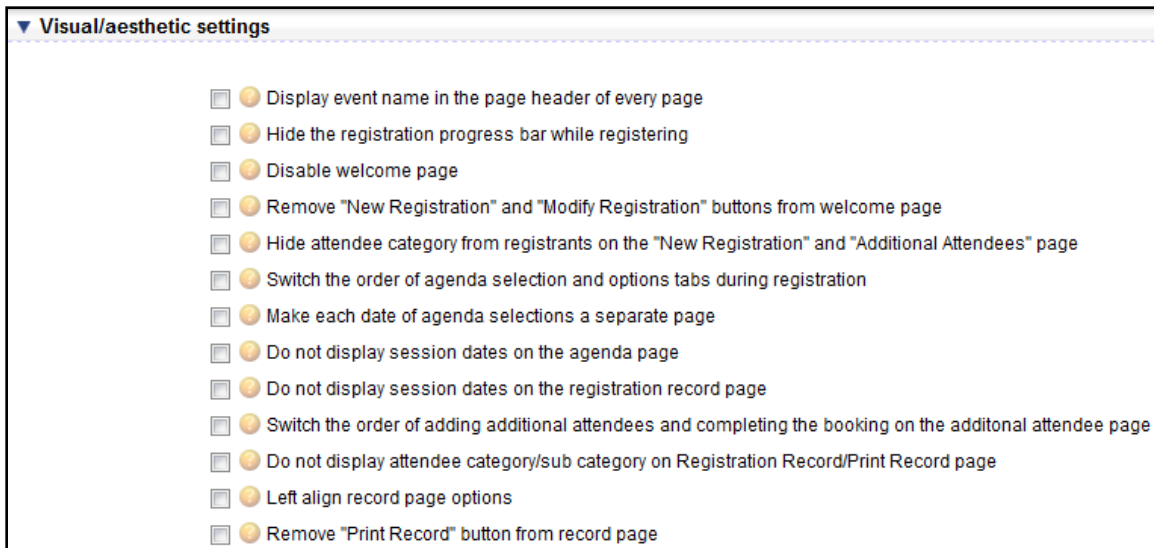 Visual/aesthetic settings
Display event name in the page header of every page
Hide the registration progress bar while registering
Disable welcome page
Remove "New Registration" and "Modify Registration" buttons from welcome page
Hide attendee category from registrants on the "New Registration" and "Additional Attendees" page
Switch the order of agenda selection and options tabs during registration
Make each date of agenda selections a separate page
Do not display session dates on the agenda page
Do not display session dates on the registration record page
Switch the order of adding additional attendees and completing the booking on the additonal attendee page
Do not display attendee category/sub category on Registration Record/Print Record page
Left align record page options
Remove "Print Record" button from record page